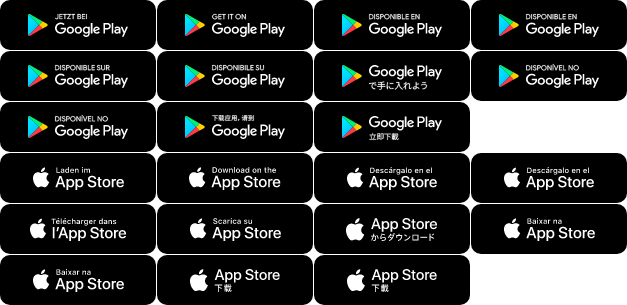 JETZT BEI
Google Play
GET IT ON
Google Play
DISPONIBLE EN
Google Play
DISPONIBLE EN
Google Play
DISPONIBLE SUR
Google Play
DISPONIBILE SU
Google Play
Google Play
で手に入れよう
DISPONÍVEL NO
Google Play
DISPONÍVEL NO
Google Play
下载应用，请到
Google Play
Google Play
立即下載
Laden im
App Store
Download on the
App Store
Descárgalo en el
App Store
Descárgalo en el
App Store
Télécharger dans
l'App Store
Scarica su
App Store
App Store
からダウンロード
Baixar na
App Store
Baixar na
App Store
App Store
下載
App Store
下載